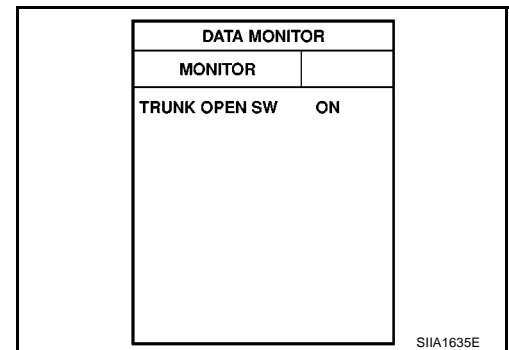 DATA MONITOR
MONITOR
TRUNK OPEN SW ON
SIIA1635E